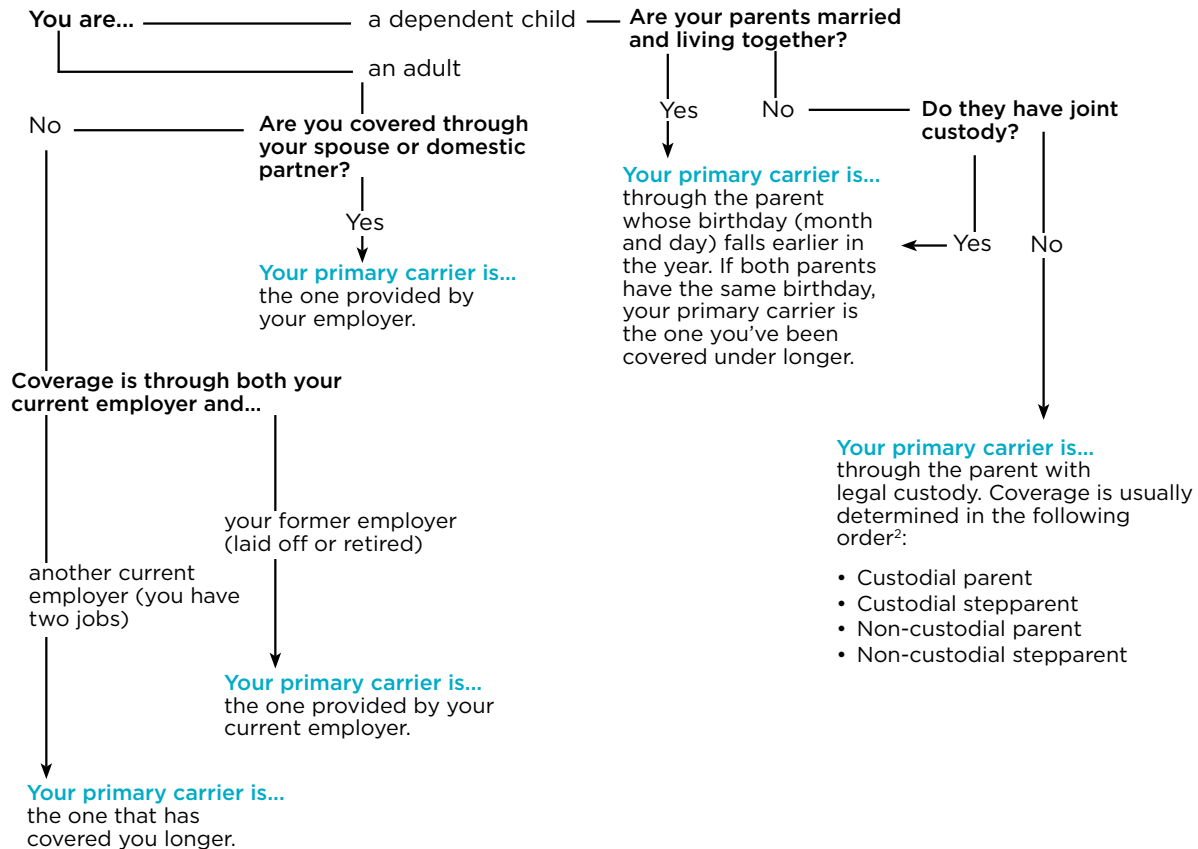 You are...
a dependent child
Are your parents married
and living together?
an adult
Yes
No
Do they have joint
custody?
No
Are you covered through
your spouse or domestic
partner?
Yes
Your primary carrier is...
the one provided by
your employer.
Your primary carrier is...
through the parent
whose birthday (month
and day) falls earlier in
the year. If both parents
have the same birthday,
your primary carrier is
the one you’ve been
covered under longer.
Yes
No
Coverage is through both your
current employer and...
your former employer
(laid off or retired)
another current
employer (you have
two jobs)
Your primary carrier is...
the one provided by your
current employer.
Your primary carrier is...
the one that has
covered you longer.
Your primary carrier is...
through the parent with
legal custody. Coverage is usually
determined in the following
order²:
• Custodial parent
• Custodial stepparent
• Non-custodial parent
• Non-custodial stepparent